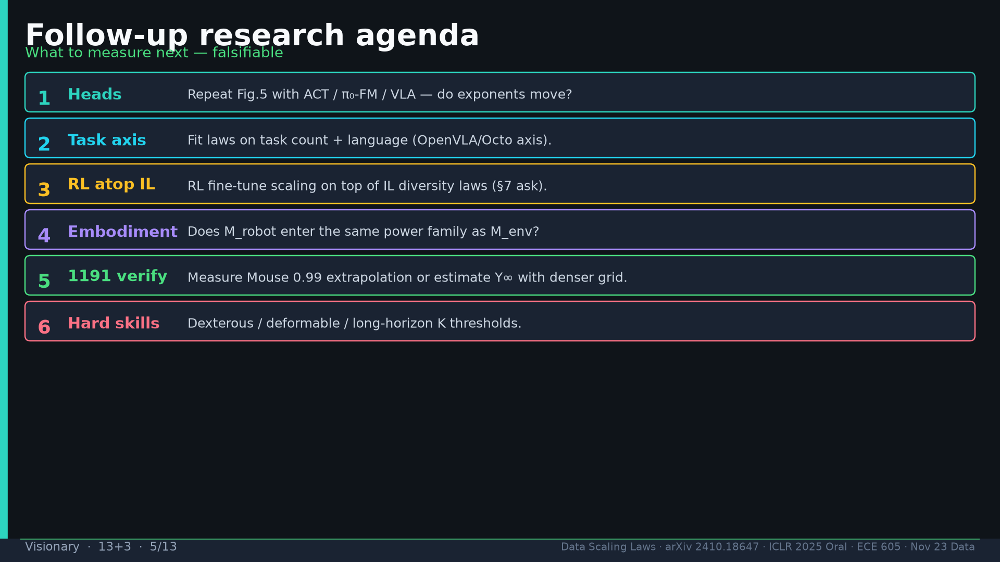 Follow-up research agenda
What to measure next — falsifiable
1 Heads Repeat Fig.5 with ACT / π₀-FM / VLA — do exponents move?
2 Task axis Fit laws on task count + language (OpenVLA/Octo axis).
3 RL atop IL RL fine-tune scaling on top of IL diversity laws (§7 ask).
4 Embodiment Does M_robot enter the same power family as M_env?
5 1191 verify Measure Mouse 0.99 extrapolation or estimate Y∞ with denser grid.
6 Hard skills Dexterous / deformable / long-horizon K thresholds.
Visionary · 13+3 · 5/13
Data Scaling Laws · arXiv 2410.18647 · ICLR 2025 Oral · ECE 605 · Nov 23 Data